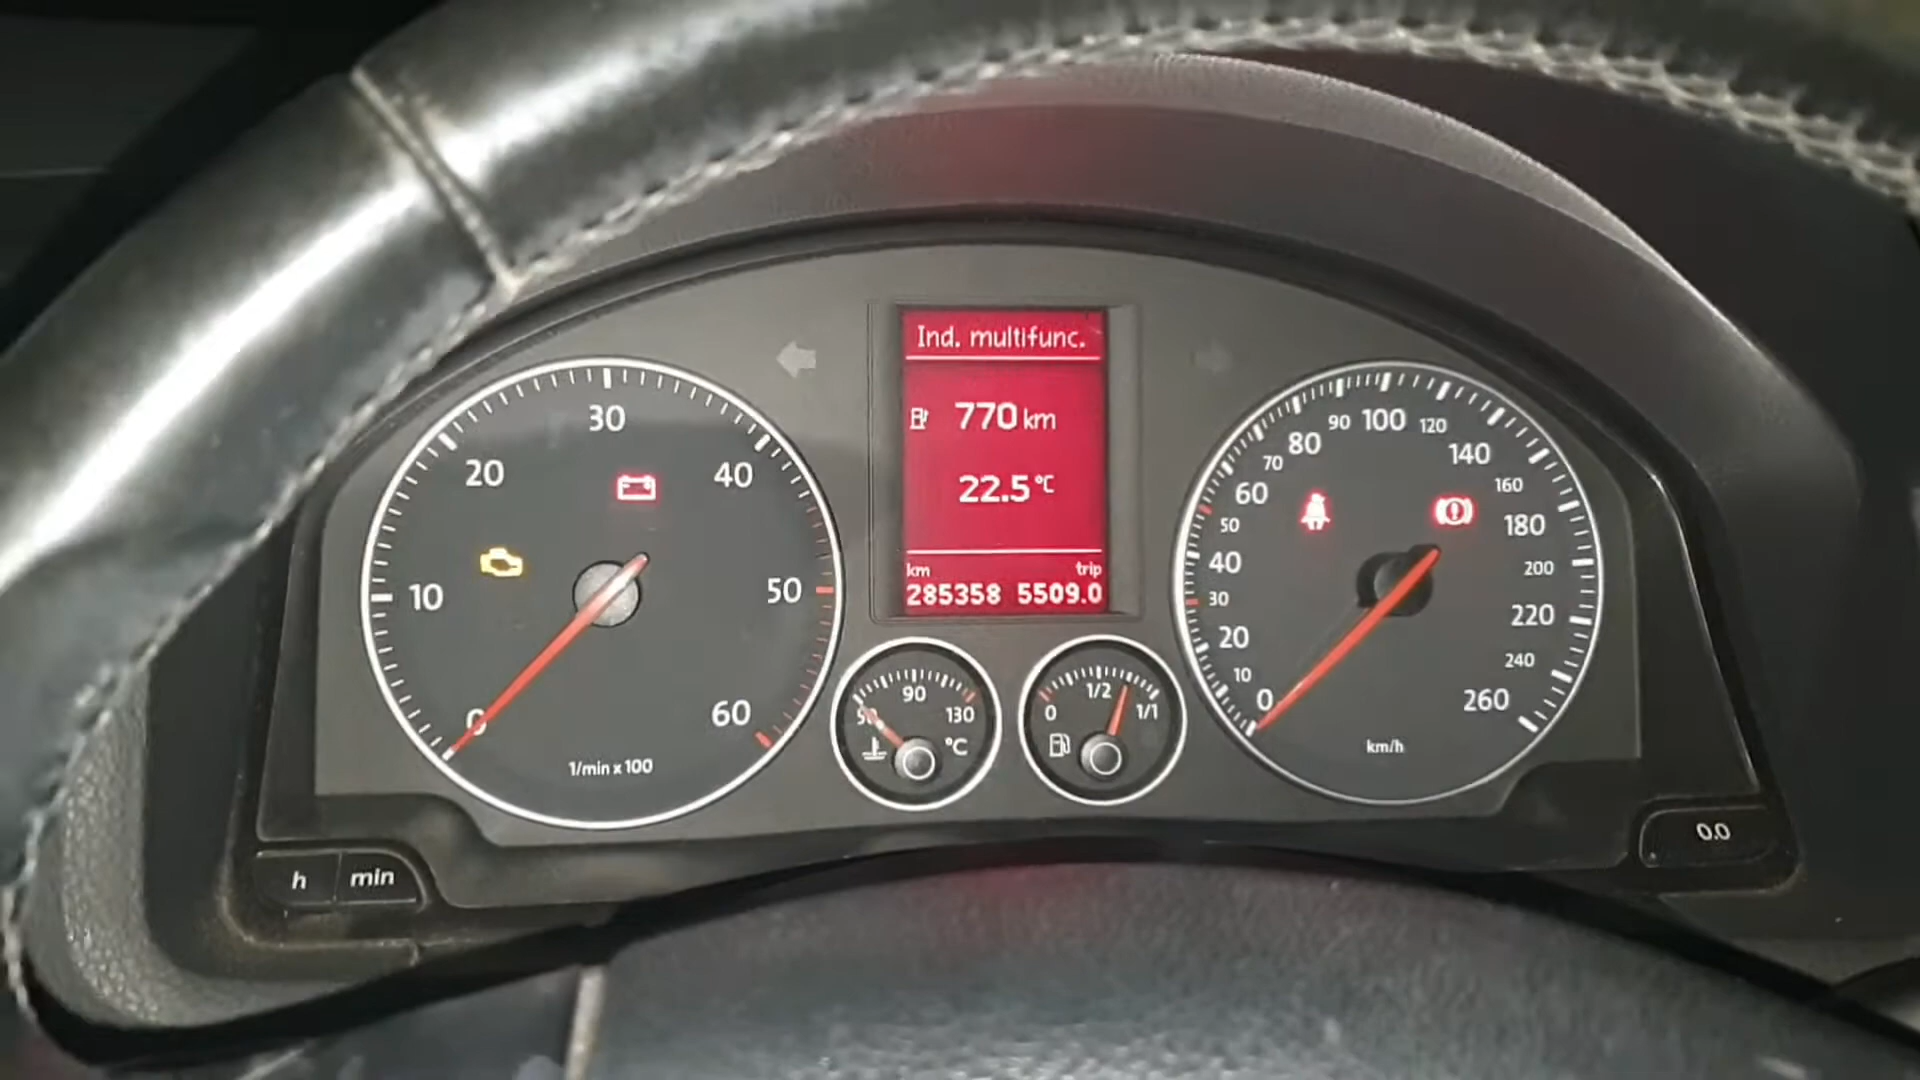 Ind. multifunc.
770 km
22.5 °C
km trip
285358 5509.0
0 10 20 30 40 50 60
1/min x 100
90 130
°C
0 1/2 1/1
0 10 20 30 40 50 60 70 80 90 100 120 140 160 180 200 220 240 260
km/h
h min
0.0